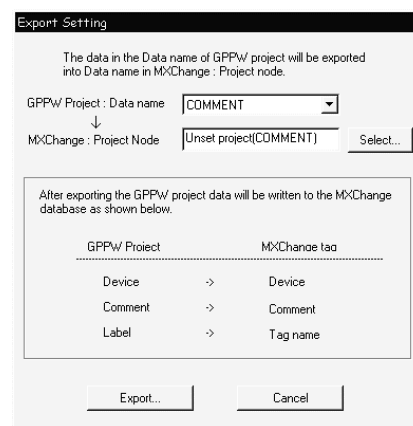 Export Setting
The data in the Data name of GPPW project will be exported
into Data name in MXChange : Project node.
GPPW Project : Data name COMMENT
↓
MXChange : Project Node Unset project(COMMENT) Select...
After exporting the GPPW project data will be written to the MXChange
database as shown below.
GPPW Project MXChange tag
Device -> Device
Comment -> Comment
Label -> Tag name
Export... Cancel